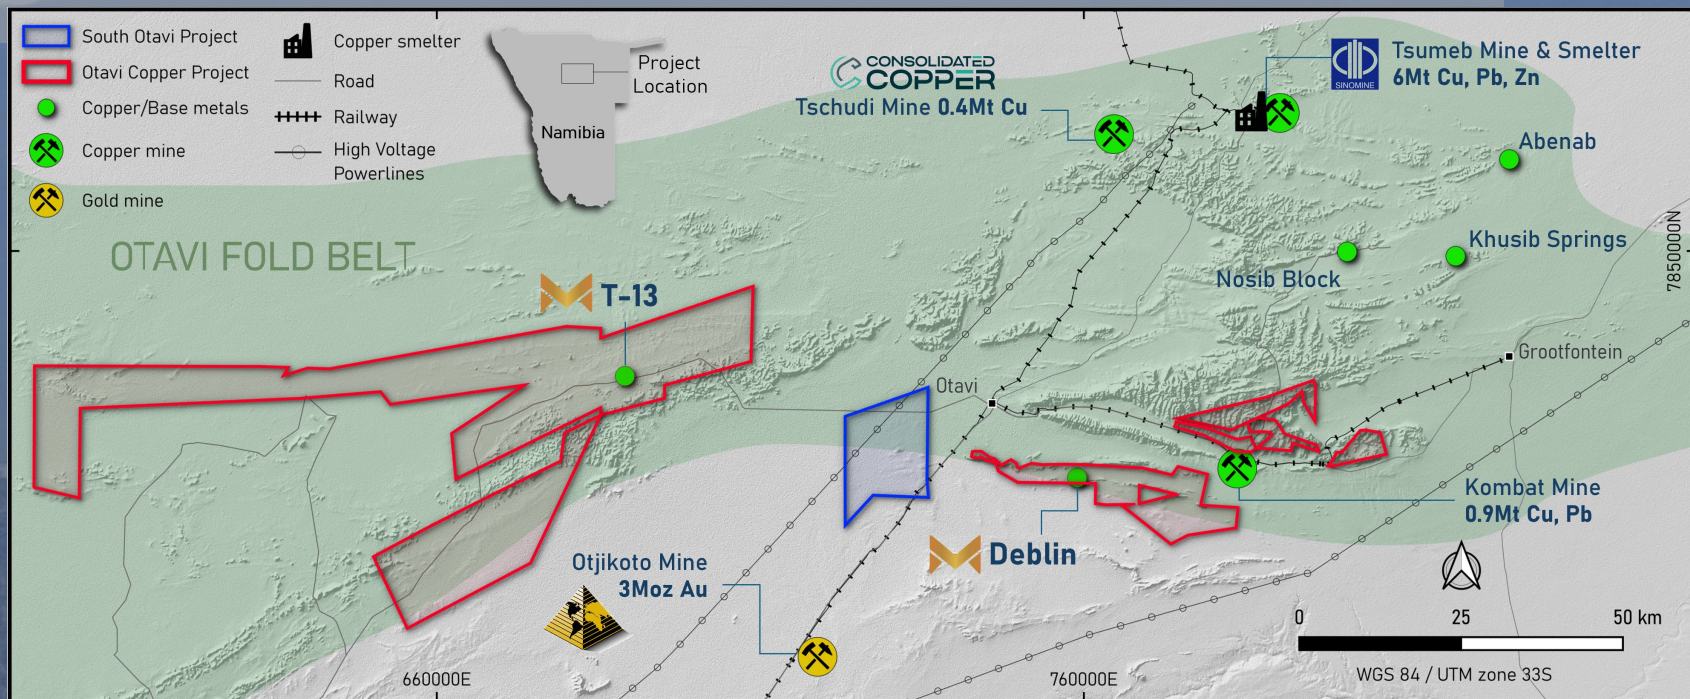 South Otavi Project
Otavi Copper Project
Copper/Base metals
Copper mine
Gold mine
Copper smelter
Road
Railway
High Voltage
Powerlines
Project
Location
Namibia
CONSOLIDATED
COPPER
Tschudi Mine 0.4Mt Cu
SINOMINE
Tsumeb Mine & Smelter
6Mt Cu, Pb, Zn
Abenab
Khusib Springs
Nosib Block
7850000N
OTAVI FOLD BELT
T-13
Otavi
Grootfontein
Kombat Mine
0.9Mt Cu, Pb
Deblin
Otjikoto Mine
3Moz Au
0 25 50 km
WGS 84 / UTM zone 33S
660000E
760000E